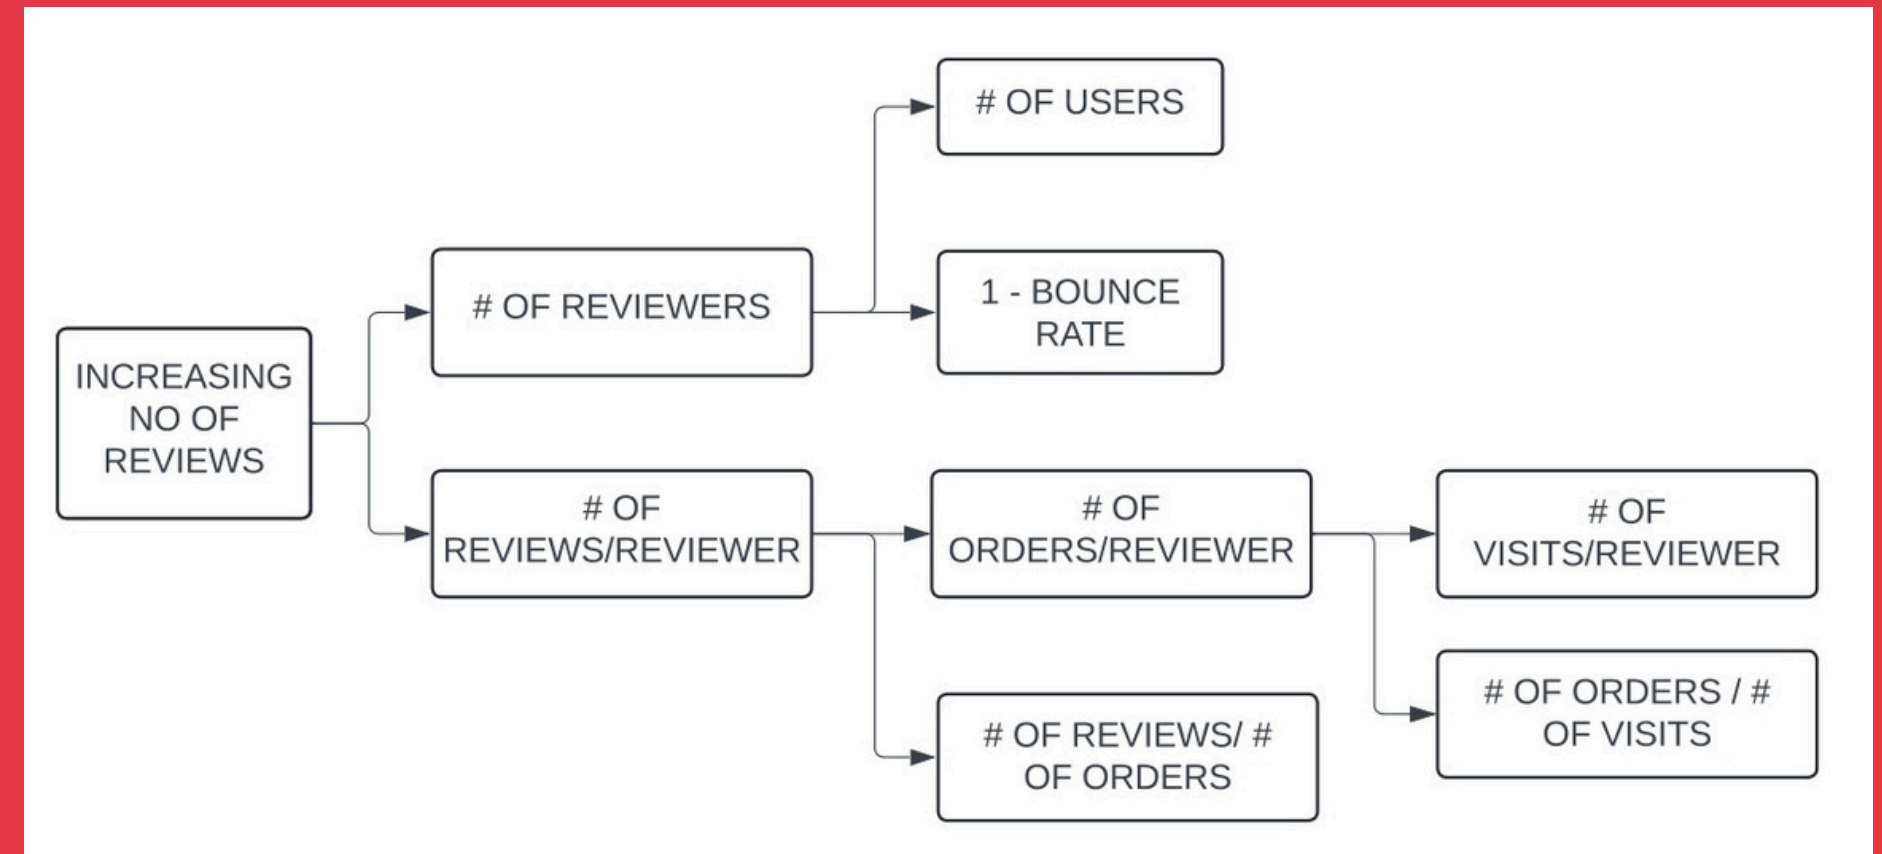 # OF USERS
1 - BOUNCE
RATE
# OF REVIEWERS
INCREASING
NO OF
REVIEWS
# OF
REVIEWS/REVIEWER
# OF
ORDERS/REVIEWER
# OF
VISITS/REVIEWER
# OF REVIEWS/ #
OF ORDERS
# OF ORDERS / #
OF VISITS